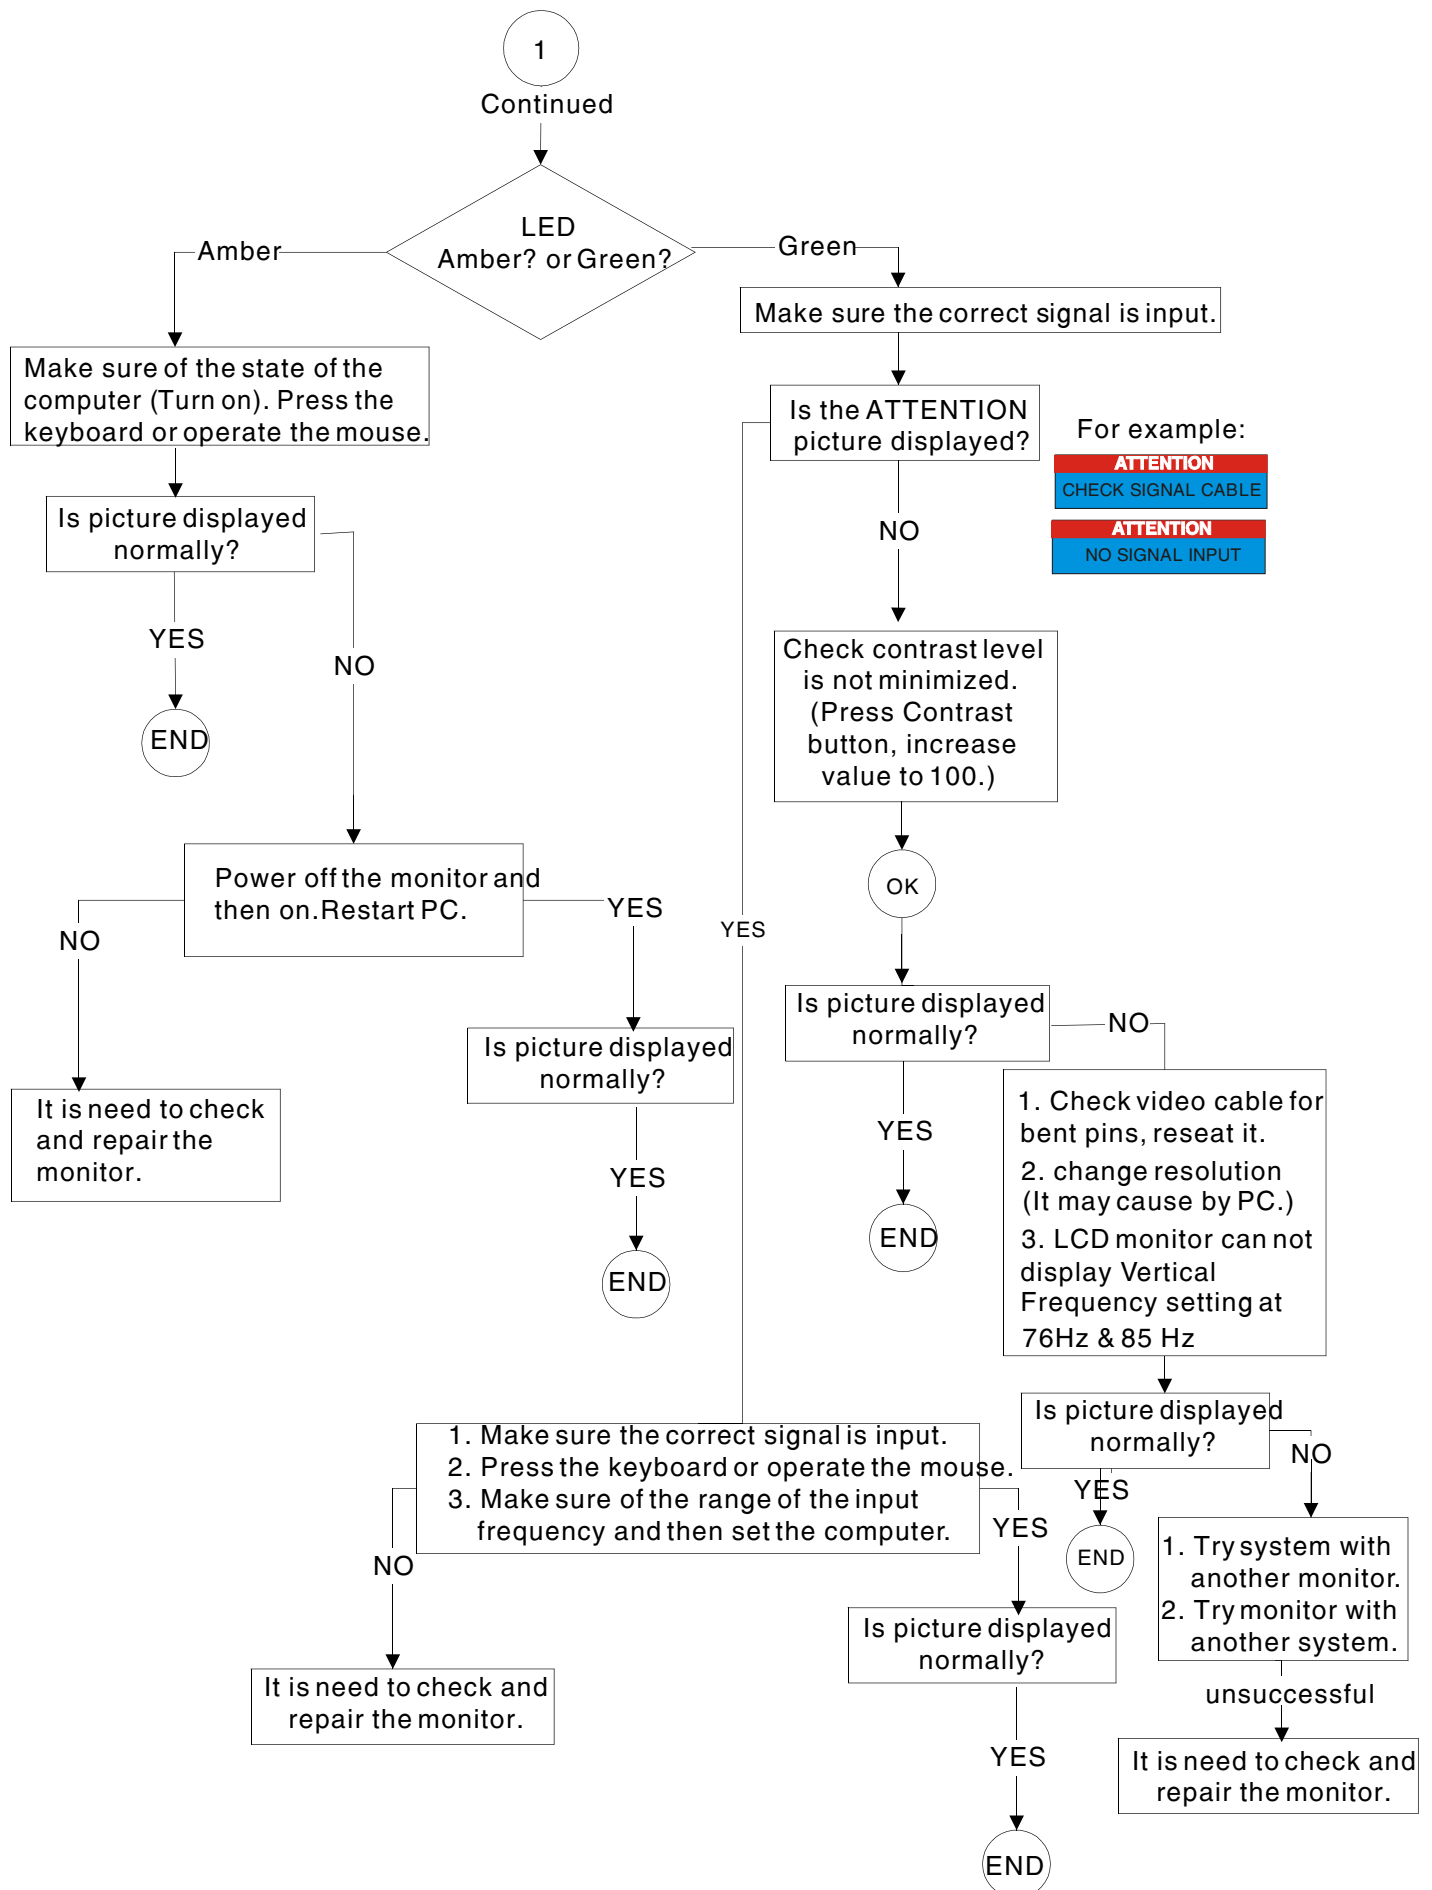 1
Continued
LED
Amber? or Green?
Amber
Green
Make sure the correct signal is input.
Make sure of the state of the
computer (Turn on). Press the
keyboard or operate the mouse.
Is the ATTENTION
picture displayed?
For example:
ATTENTION
CHECK SIGNAL CABLE
ATTENTION
NO SIGNAL INPUT
Is picture displayed
normally?
NO
YES
NO
END
Check contrast level
is not minimized.
(Press Contrast
button, increase
value to 100.)
OK
Power off the monitor and
then on.Restart PC.
NO
YES
YES
Is picture displayed
normally?
NO
Is picture displayed
normally?
It is need to check
and repair the
monitor.
YES
END
YES
END
1. Check video cable for
bent pins, reseat it.
2. change resolution
(It may cause by PC.)
3. LCD monitor can not
display Vertical
Frequency setting at
76Hz & 85 Hz
Is picture displayed
normally?
YES
NO
END
1. Make sure the correct signal is input.
2. Press the keyboard or operate the mouse.
3. Make sure of the range of the input
frequency and then set the computer.
NO
YES
1. Try system with
another monitor.
2. Try monitor with
another system.
Is picture displayed
normally?
It is need to check and
repair the monitor.
unsuccessful
YES
It is need to check and
repair the monitor.
END